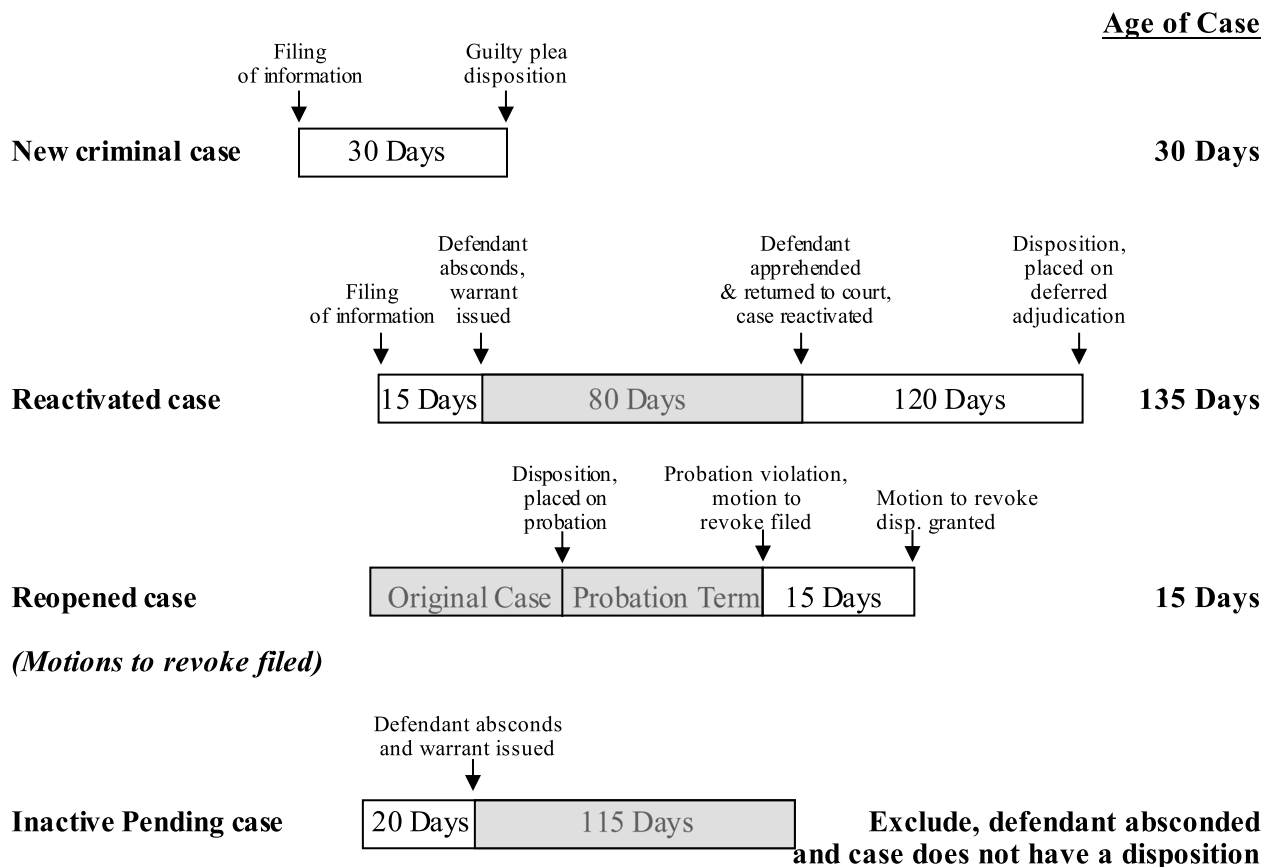 Age of Case
Filing
of information
Guilty plea
disposition
New criminal case
30 Days
30 Days
Filing
of information
Defendant
absconds,
warrant
issued
Defendant
apprehended
& returned to court,
case reactivated
Disposition,
placed on
deferred
adjudication
Reactivated case
15 Days
80 Days
120 Days
135 Days
Disposition,
placed on
probation
Probation violation,
motion to
revoke filed
Motion to revoke
disp. granted
Reopened case
Original Case
Probation Term
15 Days
15 Days
(Motions to revoke filed)
Defendant absconds
and warrant issued
Inactive Pending case
20 Days
115 Days
Exclude, defendant absconded
and case does not have a disposition